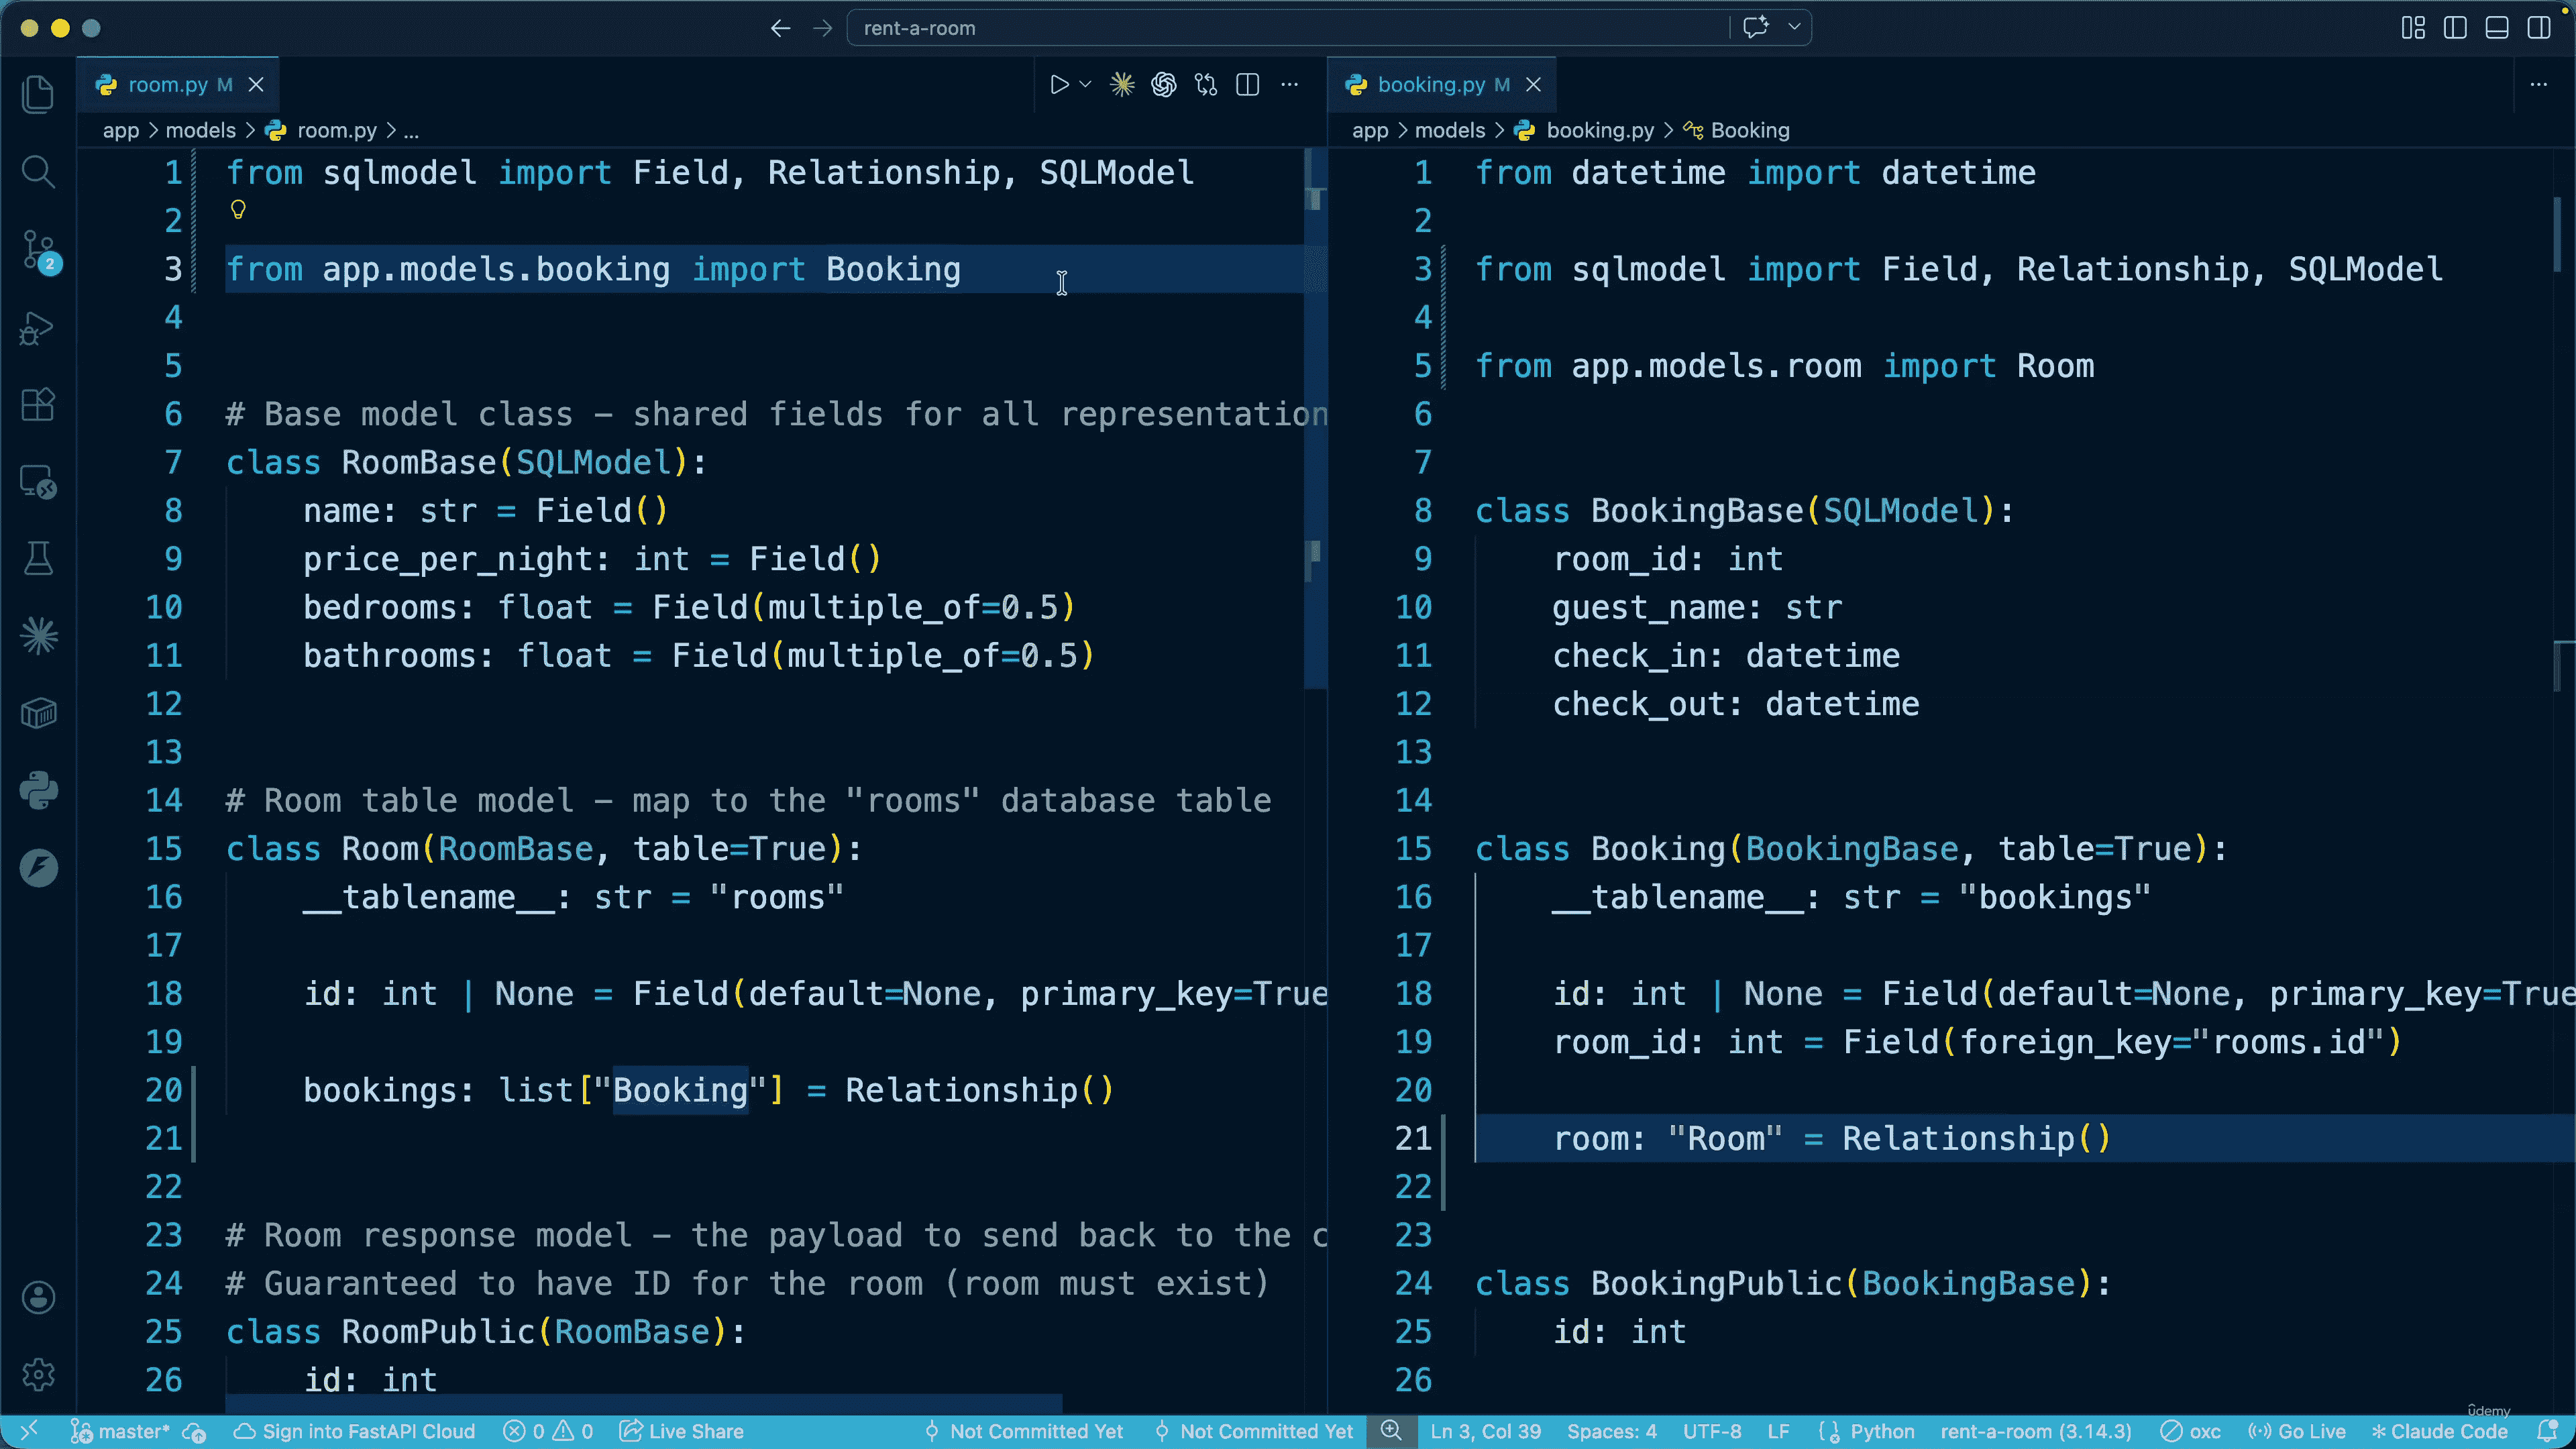 rent-a-room
room.py M
app > models > room.py > ...
1 from sqlmodel import Field, Relationship, SQLModel
2
3 from app.models.booking import Booking
4
5
6 # Base model class – shared fields for all representation
7 class RoomBase(SQLModel):
8 name: str = Field()
9 price_per_night: int = Field()
10 bedrooms: float = Field(multiple_of=0.5)
11 bathrooms: float = Field(multiple_of=0.5)
12
13
14 # Room table model – map to the "rooms" database table
15 class Room(RoomBase, table=True):
16 __tablename__: str = "rooms"
17
18 id: int | None = Field(default=None, primary_key=True
19
20 bookings: list["Booking"] = Relationship()
21
22
23 # Room response model – the payload to send back to the c
24 # Guaranteed to have ID for the room (room must exist)
25 class RoomPublic(RoomBase):
26 id: int
booking.py M
app > models > booking.py > Booking
1 from datetime import datetime
2
3 from sqlmodel import Field, Relationship, SQLModel
4
5 from app.models.room import Room
6
7
8 class BookingBase(SQLModel):
9 room_id: int
10 guest_name: str
11 check_in: datetime
12 check_out: datetime
13
14
15 class Booking(BookingBase, table=True):
16 __tablename__: str = "bookings"
17
18 id: int | None = Field(default=None, primary_key=True
19 room_id: int = Field(foreign_key="rooms.id")
20
21 room: "Room" = Relationship()
22
23
24 class BookingPublic(BookingBase):
25 id: int
26
2
udemy
master* Sign into FastAPI Cloud 0 0 Live Share Not Committed Yet Not Committed Yet Ln 3, Col 39 Spaces: 4 UTF-8 LF Python rent-a-room (3.14.3) oxc Go Live Claude Code